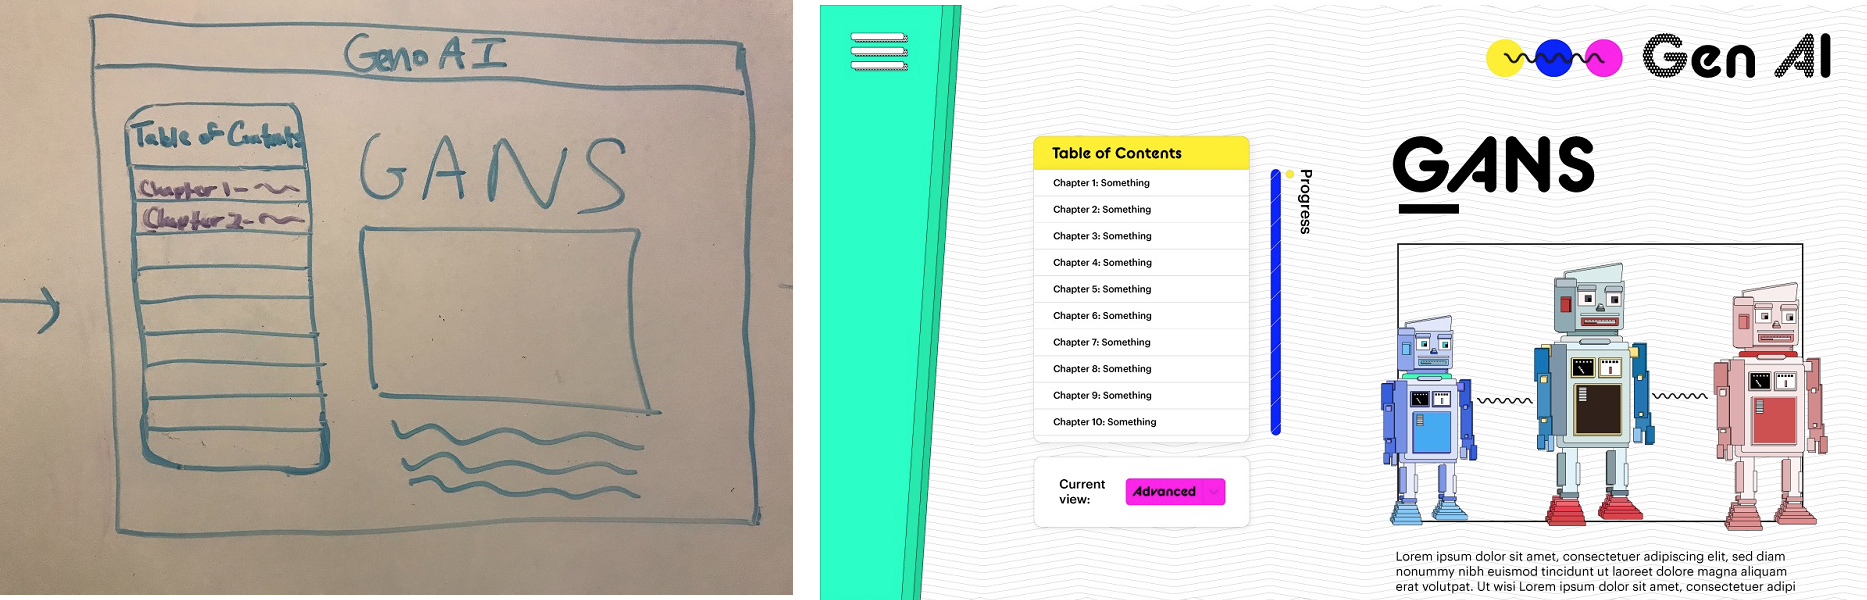 Geno AI
Table of Contents
Chapter 1-
Chapter 2-
GANS
Gen AI
Table of Contents
Chapter 1: Something
Chapter 2: Something
Chapter 3: Something
Chapter 4: Something
Chapter 5: Something
Chapter 6: Something
Chapter 7: Something
Chapter 8: Something
Chapter 9: Something
Chapter 10: Something
Progress
Current
view:
Advanced
GANS
Lorem ipsum dolor sit amet, consectetuer adipiscing elit, sed diam
nonummy nibh euismod tincidunt ut laoreet dolore magna aliquam
erat volutpat. Ut wisi Lorem ipsum dolor sit amet, consectetuer adipi